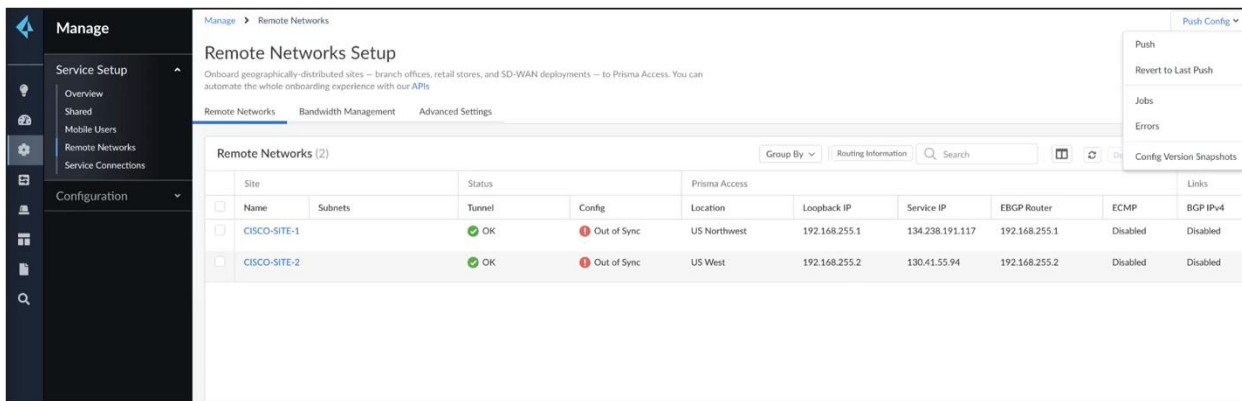 Manage
Service Setup
Overview
Shared
Mobile Users
Remote Networks
Service Connections
Configuration
Manage > Remote Networks
Push Config
Push
Revert to Last Push
Jobs
Errors
Config Version Snapshots
Remote Networks Setup
Onboard geographically-distributed sites — branch offices, retail stores, and SD-WAN deployments — to Prisma Access. You can
automate the whole onboarding experience with our APIs
Remote Networks Bandwidth Management Advanced Settings
Remote Networks (2) Group By Routing Information Search
Site Status Prisma Access Links
Name Subnets Tunnel Config Location Loopback IP Service IP EBGP Router ECMP BGP IPv4
CISCO-SITE-1 OK Out of Sync US Northwest 192.168.255.1 134.238.191.117 192.168.255.1 Disabled Disabled
CISCO-SITE-2 OK Out of Sync US West 192.168.255.2 130.41.55.94 192.168.255.2 Disabled Disabled